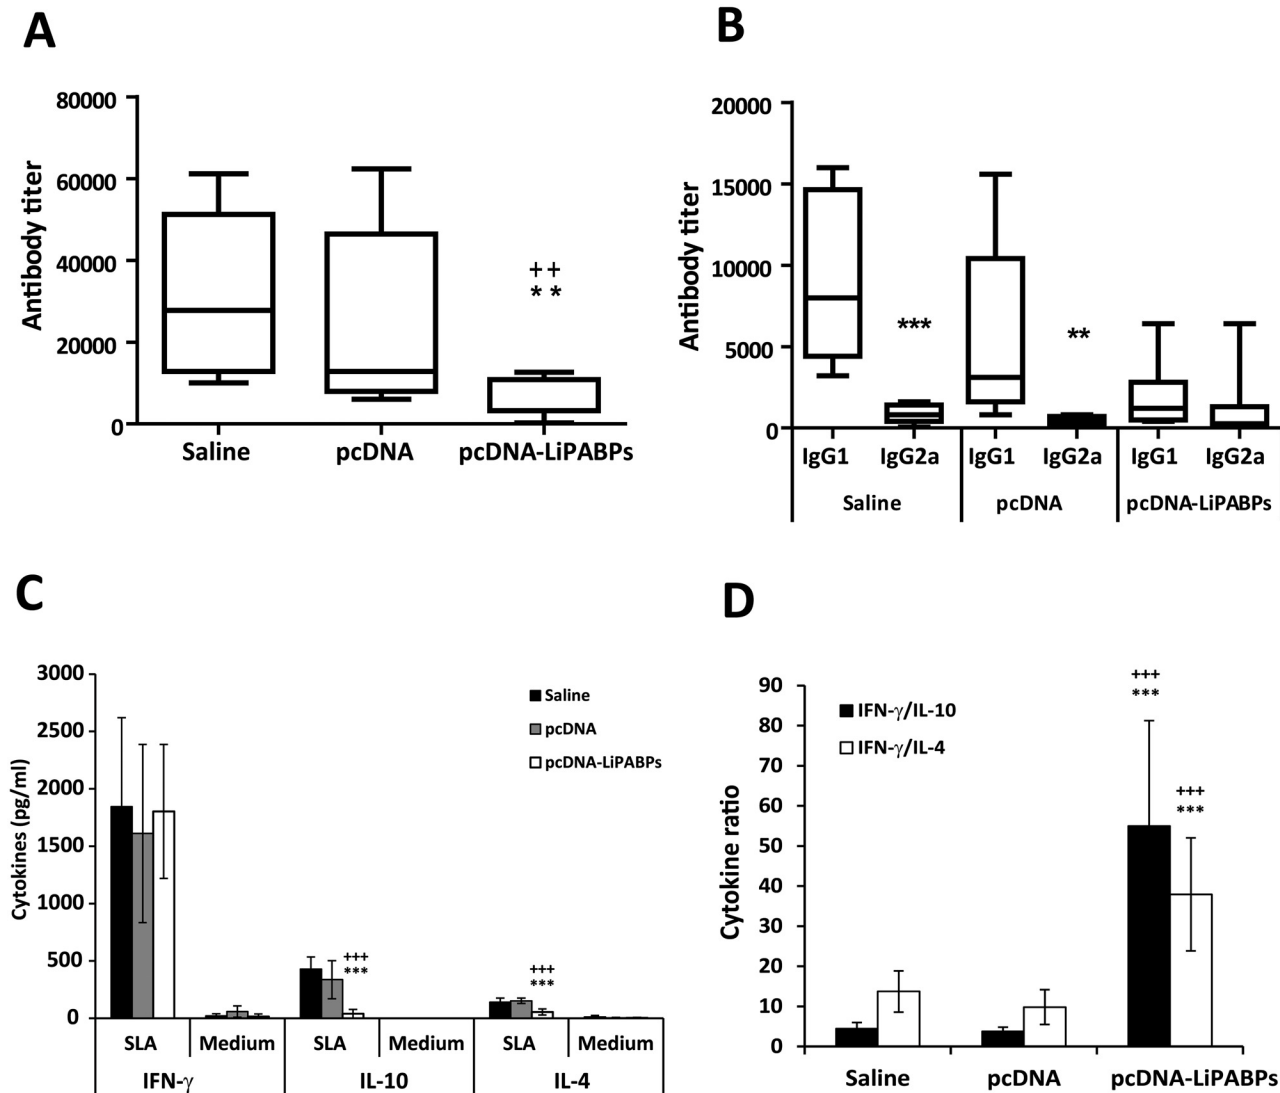 A
Antibody titer
80000
60000
40000
20000
0
++
**
Saline pcDNA pcDNA-LiPABPs
B
Antibody titer
20000
15000
10000
5000
0
***
**
IgG1 IgG2a IgG1 IgG2a IgG1 IgG2a
Saline pcDNA pcDNA-LiPABPs
C
Cytokines (pg/ml)
3000
2500
2000
1500
1000
500
0
Saline
pcDNA
pcDNA-LiPABPs
+++
***
+++
***
SLA Medium SLA Medium SLA Medium
IFN-γ IL-10 IL-4
D
Cytokine ratio
90
80
70
60
50
40
30
20
10
0
IFN-γ/IL-10
IFN-γ/IL-4
+++
***
+++
***
Saline pcDNA pcDNA-LiPABPs